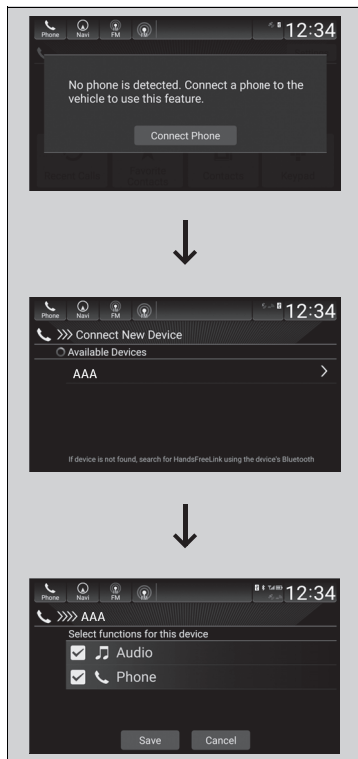 Phone Navi FM 12:34
No phone is detected. Connect a phone to the
vehicle to use this feature.
Connect Phone
Phone Navi FM 12:34
Connect New Device
Available Devices
AAA
If device is not found, search for HandsFreeLink using the device's Bluetooth
Phone Navi FM 12:34
AAA
Select functions for this device
Audio
Phone
Save Cancel